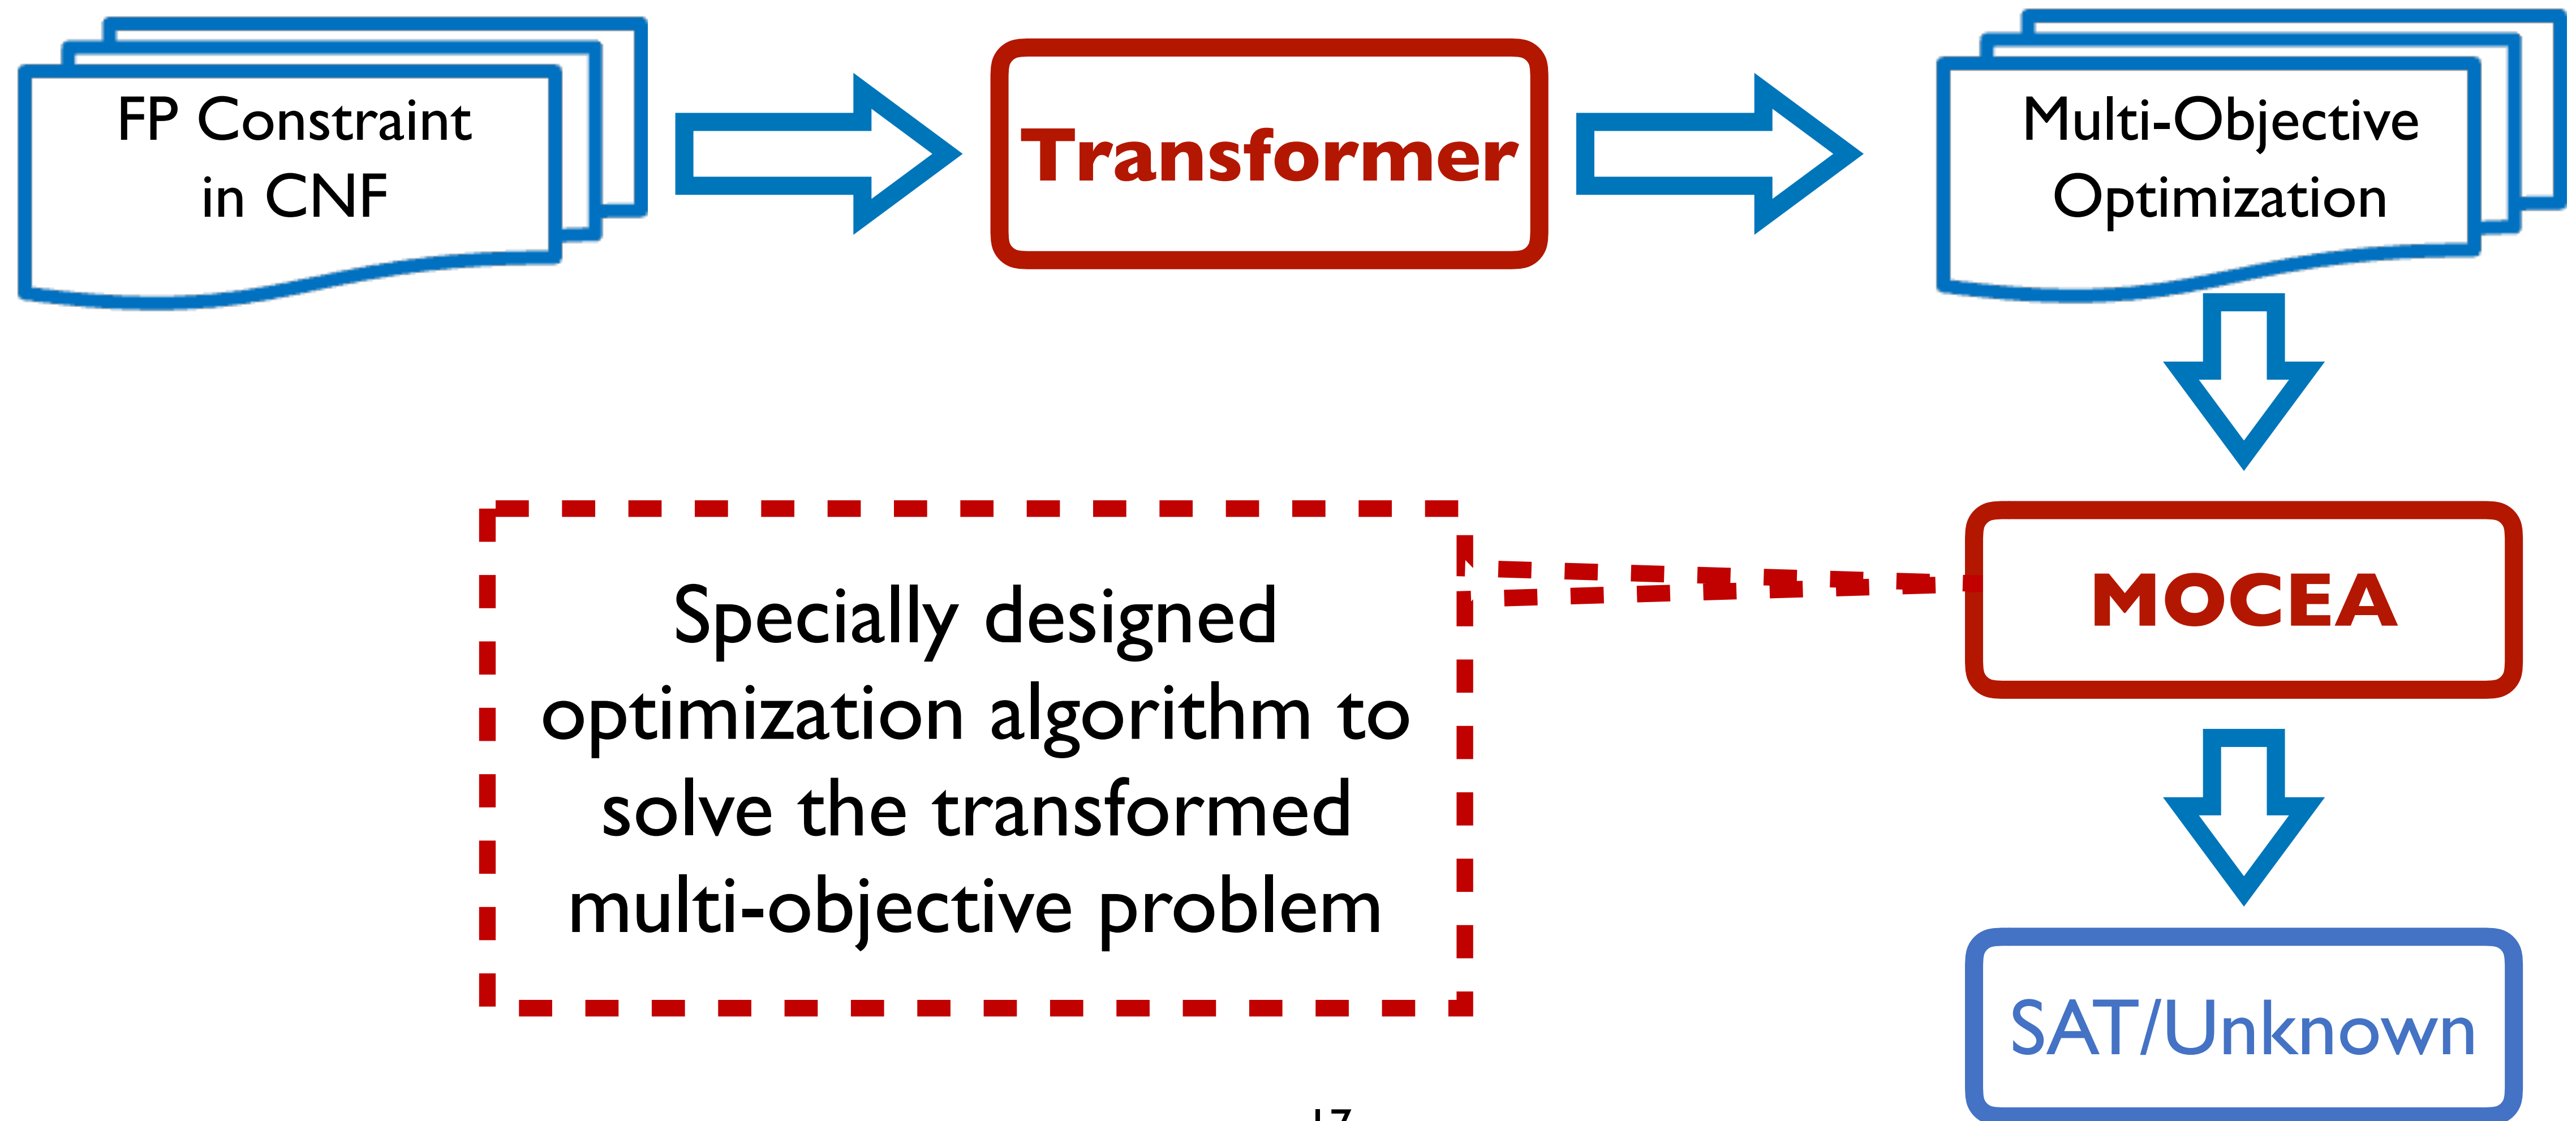 FP Constraint
in CNF
Transformer
Multi-Objective
Optimization
Specially designed
optimization algorithm to
solve the transformed
multi-objective problem
MOCEA
SAT/Unknown
17